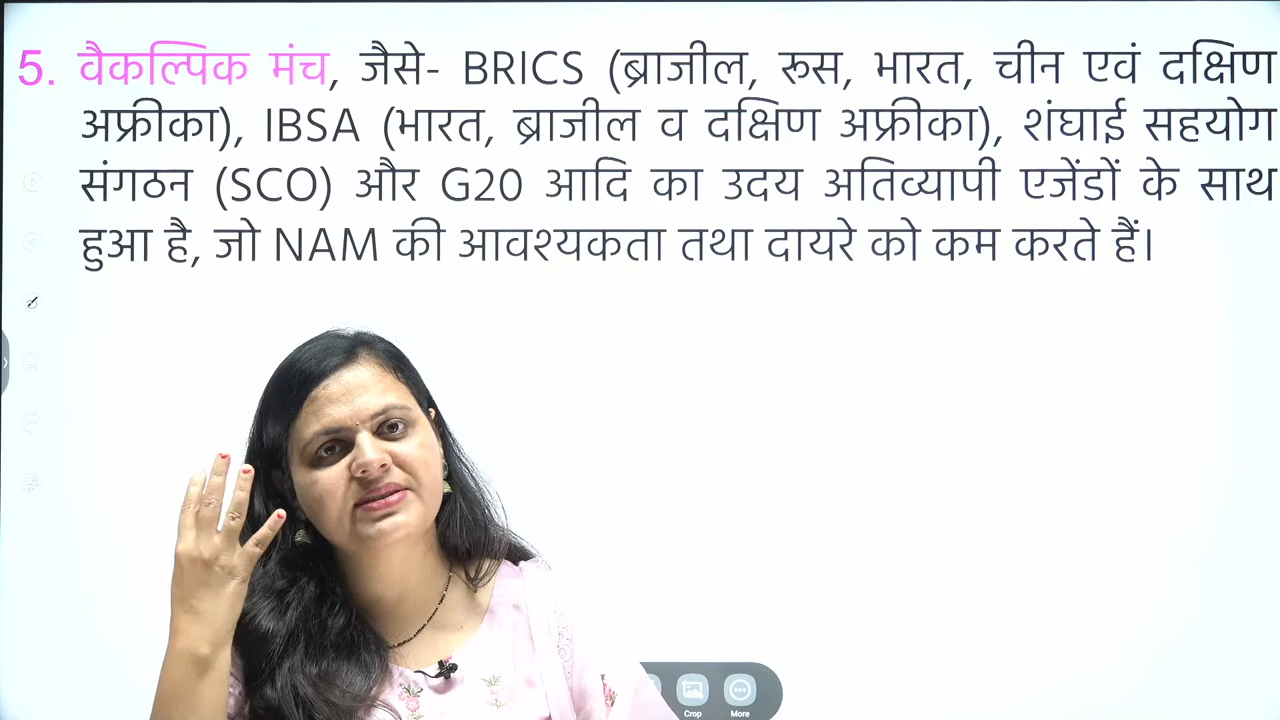 5. वैकल्पिक मंच, जैसे- BRICS (ब्राजील, रूस, भारत, चीन एवं दक्षिण
अफ्रीका), IBSA (भारत, ब्राजील व दक्षिण अफ्रीका), शंघाई सहयोग
संगठन (SCO) और G20 आदि का उदय अतिव्यापी एजेंडों के साथ
हुआ है, जो NAM की आवश्यकता तथा दायरे को कम करते हैं।
Crop More